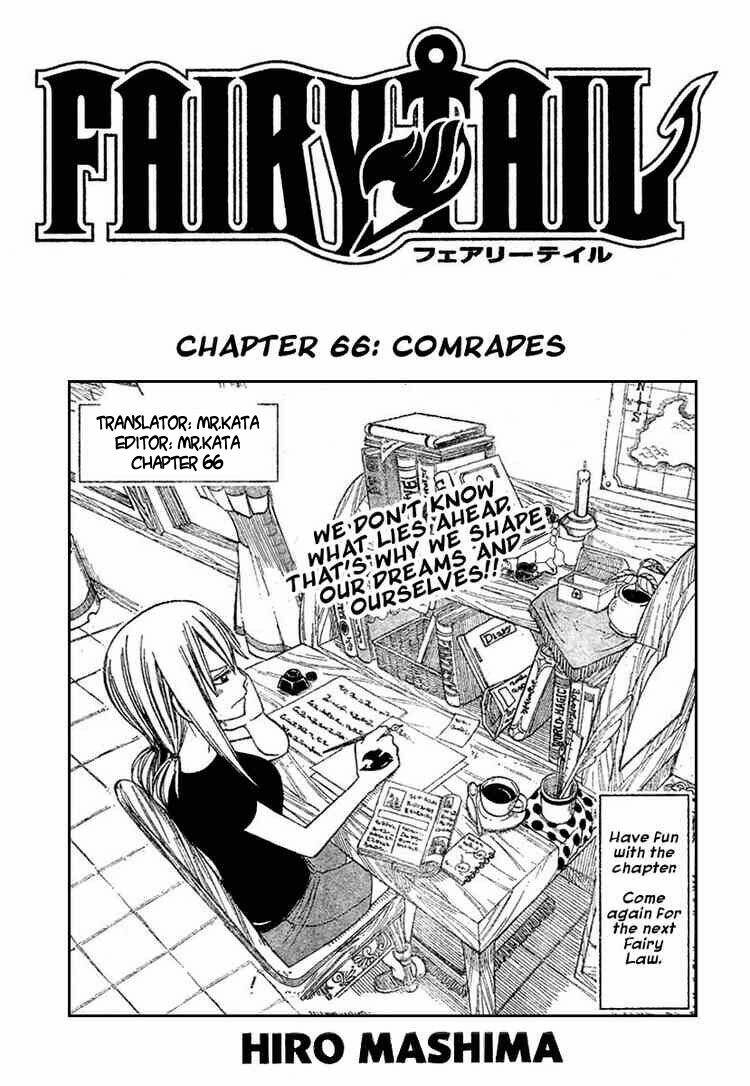 FAIRY TAIL
フェアリーテイル
CHAPTER 66: COMRADES
TRANSLATOR: MR.KATA
EDITOR: MR.KATA
CHAPTER 66
WE DON'T KNOW
WHAT LIES AHEAD.
THAT'S WHY WE SHAPE
OUR DREAMS AND
OURSELVES!!
N
S
Diary
WORLD-MAGIC
Have fun
with the
chapter.
Come
again for
the next
Fairy
Law.
HIRO MASHIMA